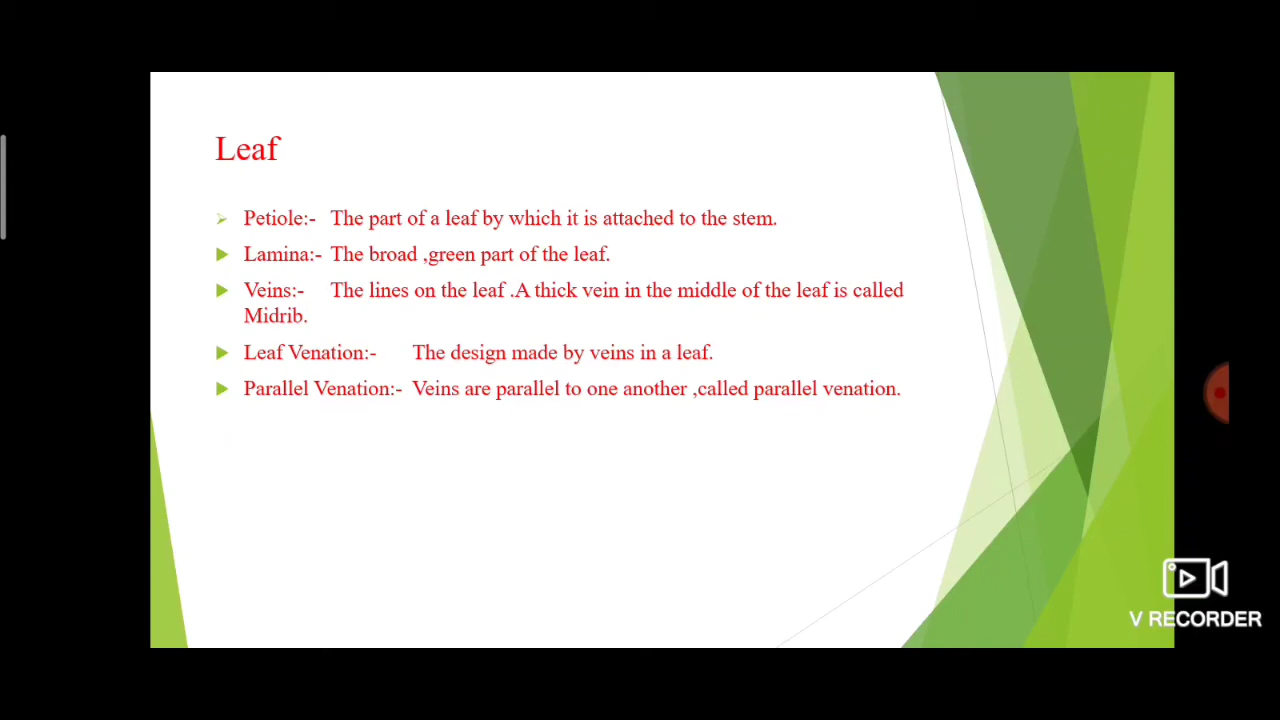 Leaf
Petiole:- The part of a leaf by which it is attached to the stem.
Lamina:- The broad ,green part of the leaf.
Veins:- The lines on the leaf .A thick vein in the middle of the leaf is called
Midrib.
Leaf Venation:- The design made by veins in a leaf.
Parallel Venation:- Veins are parallel to one another ,called parallel venation.
V RECORDER